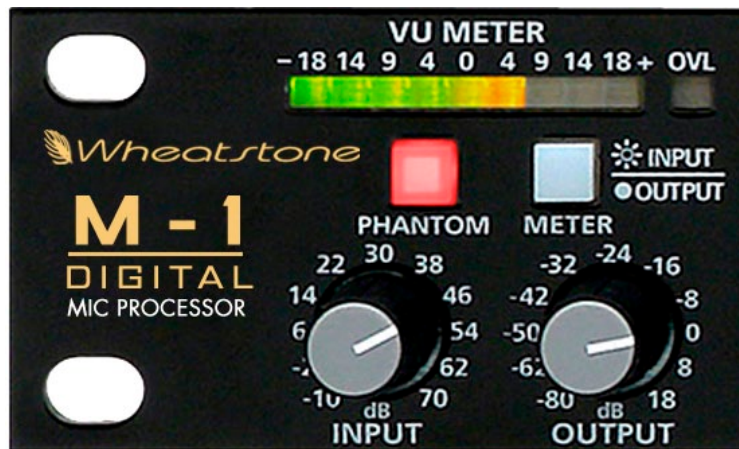 VU METER
- 18 14 9 4 0 4 9 14 18 + OVL
Wheatstone
INPUT
OUTPUT
M - 1
DIGITAL
MIC PROCESSOR
PHANTOM
METER
30
22 38
14 46
6 54
62
-10 70
dB
INPUT
-24
-32 -16
-42 -8
-50 0
-62 8
-80 18
dB
OUTPUT